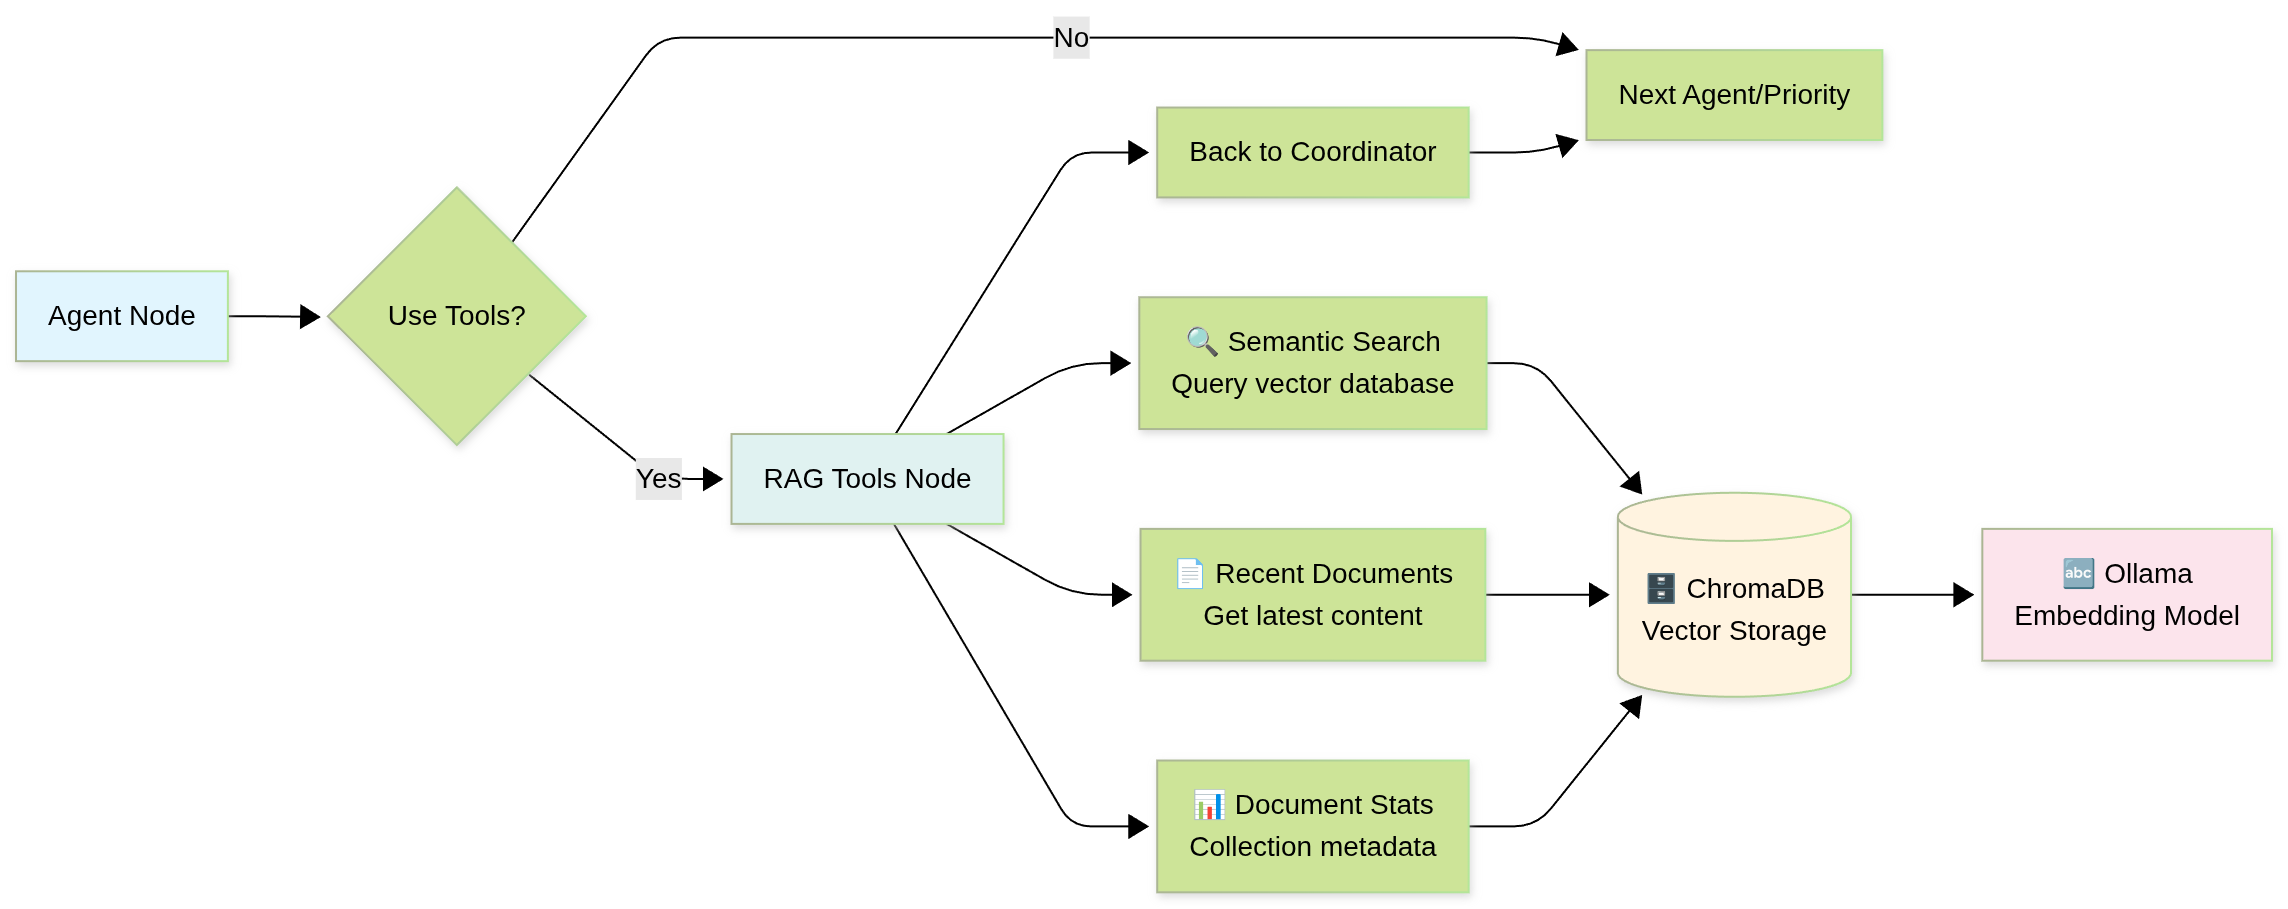 No
Next Agent/Priority
Back to Coordinator
Agent Node
Use Tools?
🔍 Semantic Search
Query vector database
Yes
RAG Tools Node
📄 Recent Documents
Get latest content
🗄️ ChromaDB
Vector Storage
🔤 Ollama
Embedding Model
📊 Document Stats
Collection metadata